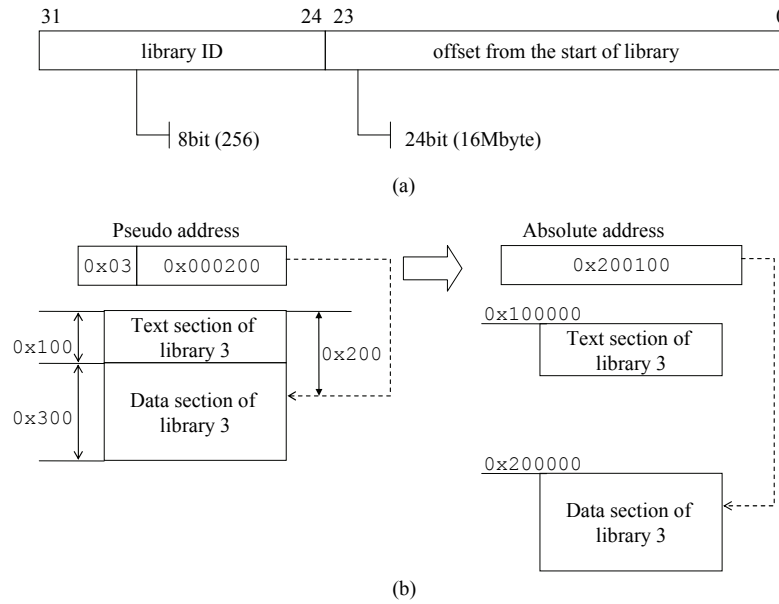 31 24 23 0
library ID offset from the start of library
8bit (256) 24bit (16Mbyte)
(a)
Pseudo address Absolute address
0x03 0x000200 0x200100
0x100000
Text section of
library 3
0x100
0x200
Text section of
library 3
Data section of
library 3
0x300
0x200000
Data section of
library 3
(b)